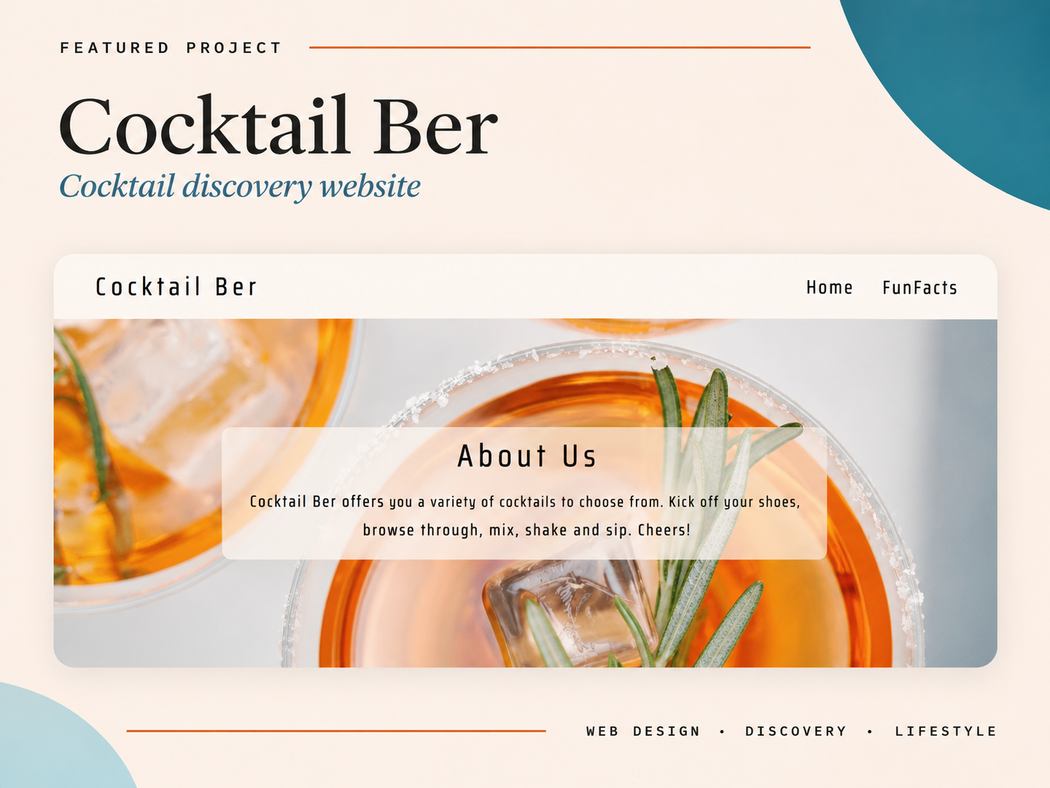 FEATURED PROJECT
Cocktail Ber
Cocktail discovery website
Cocktail Ber
Home FunFacts
About Us
Cocktail Ber offers you a variety of cocktails to choose from. Kick off your shoes,
browse through, mix, shake and sip. Cheers!
WEB DESIGN • DISCOVERY • LIFESTYLE